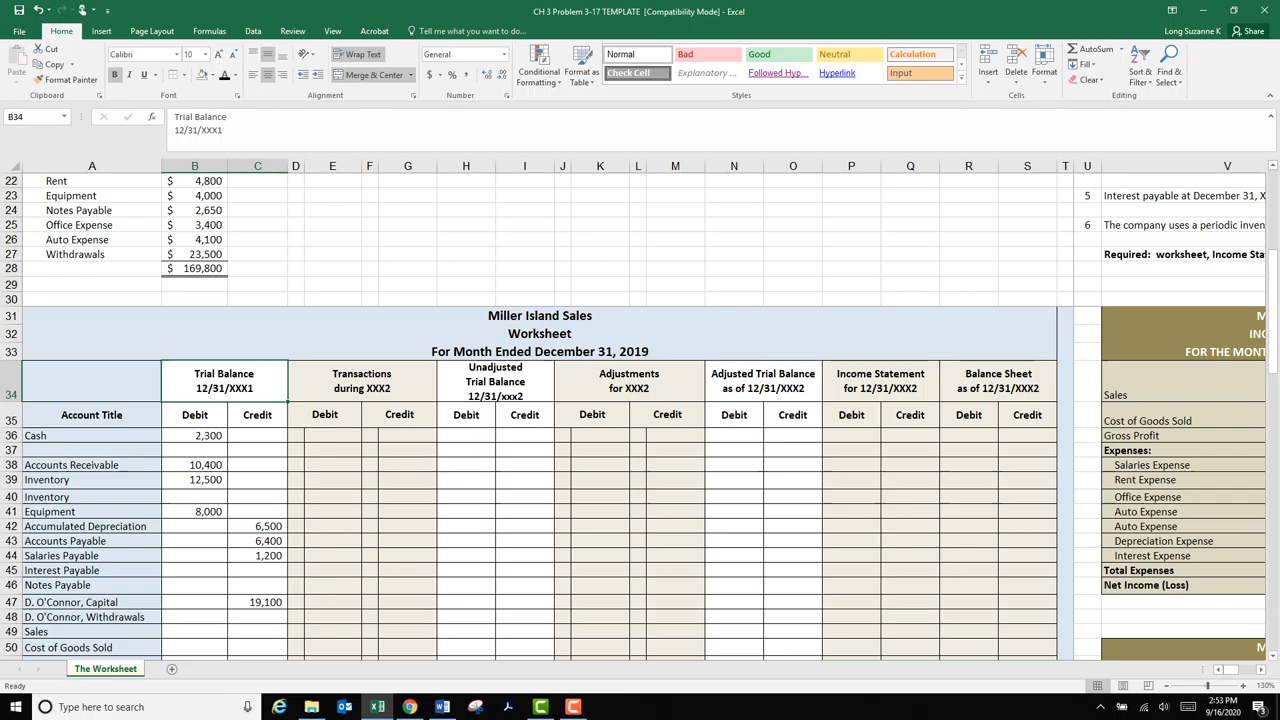 CH 3 Problem 3-17 TEMPLATE [Compatibility Mode] - Excel
File Home Insert Page Layout Formulas Data Review View Acrobat Tell me what you want to do... Long Suzanne K Share
Cut
Copy
Format Painter
Paste
Clipboard
Calibri 10
B I U
Font
Wrap Text
Merge & Center
Alignment
General
$ % ,
Number
Conditional Formatting
Format as Table
Normal Bad Good Neutral Calculation
Check Cell Explanatory ... Followed Hyp... Hyperlink Input
Styles
Insert Delete Format
Cells
AutoSum
Fill
Clear
Sort & Filter
Find & Select
Editing
B34
fx
Trial Balance
12/31/XXX1
A B C D E F G H I J K L M N O P Q R S T U V
22 Rent $ 4,800
23 Equipment $ 4,000 5 Interest payable at December 31, X
24 Notes Payable $ 2,650
25 Office Expense $ 3,400 6 The company uses a periodic inven
26 Auto Expense $ 4,100
27 Withdrawals $ 23,500 Required: worksheet, Income Sta
28 $ 169,800
29
30
31 Miller Island Sales M
32 Worksheet INC
33 For Month Ended December 31, 2019 FOR THE MONT
34 Trial Balance 12/31/XXX1 Transactions during XXX2 Unadjusted Trial Balance 12/31/xxx2 Adjustments for XXX2 Adjusted Trial Balance as of 12/31/XXX2 Income Statement for 12/31/XXX2 Balance Sheet as of 12/31/XXX2 Sales
35 Account Title Debit Credit Debit Credit Debit Credit Debit Credit Debit Credit Debit Credit Debit Credit Cost of Goods Sold
36 Cash 2,300 Gross Profit
37 Expenses:
38 Accounts Receivable 10,400 Salaries Expense
39 Inventory 12,500 Rent Expense
40 Inventory Office Expense
41 Equipment 8,000 Auto Expense
42 Accumulated Depreciation 6,500 Auto Expense
43 Accounts Payable 6,400 Depreciation Expense
44 Salaries Payable 1,200 Interest Expense
45 Interest Payable Total Expenses
46 Notes Payable Net Income (Loss)
47 D. O'Connor, Capital 19,100
48 D. O'Connor, Withdrawals
49 Sales
50 Cost of Goods Sold M
The Worksheet
Ready 130%
Type here to search
2:53 PM
9/16/2020